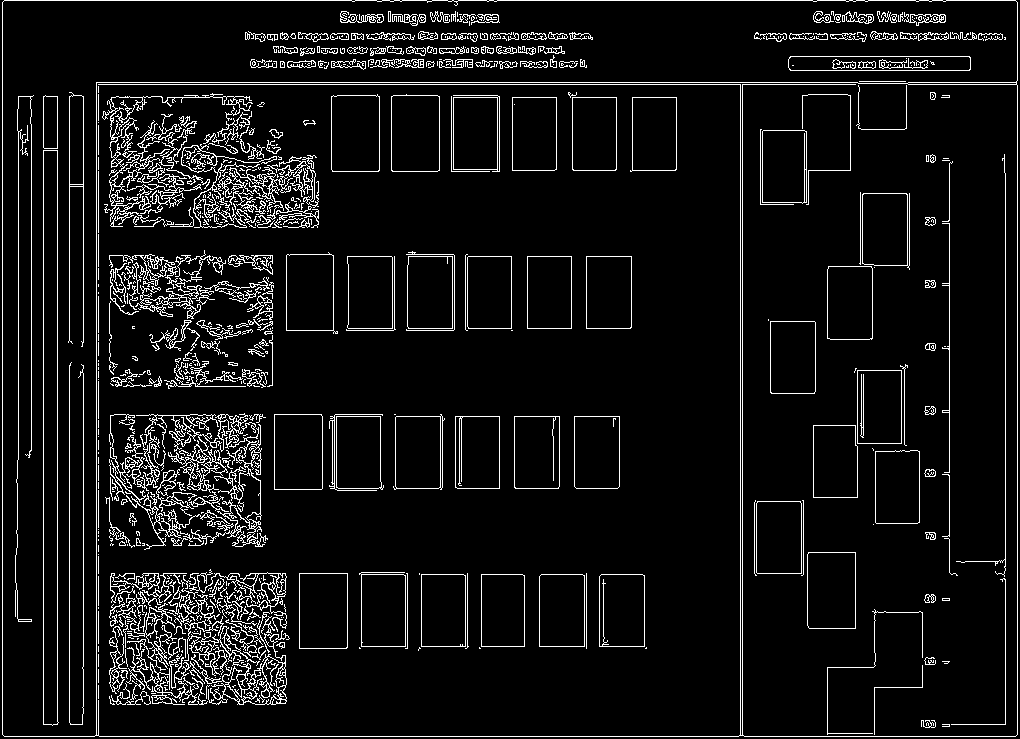 Source Image Workspace
Drag up to 4 images onto the workspace. Click and drag to sample colors from them.
When you have a color you like, drag its swatch to the Color Map Panel.
Delete a swatch by pressing BACKSPACE or DELETE when your mouse is over it.
ColorMap Workspace
Arrange swatches vertically. Colors interpolated in Lab space.
Save and Download
0
10
20
30
40
50
60
70
80
90
100